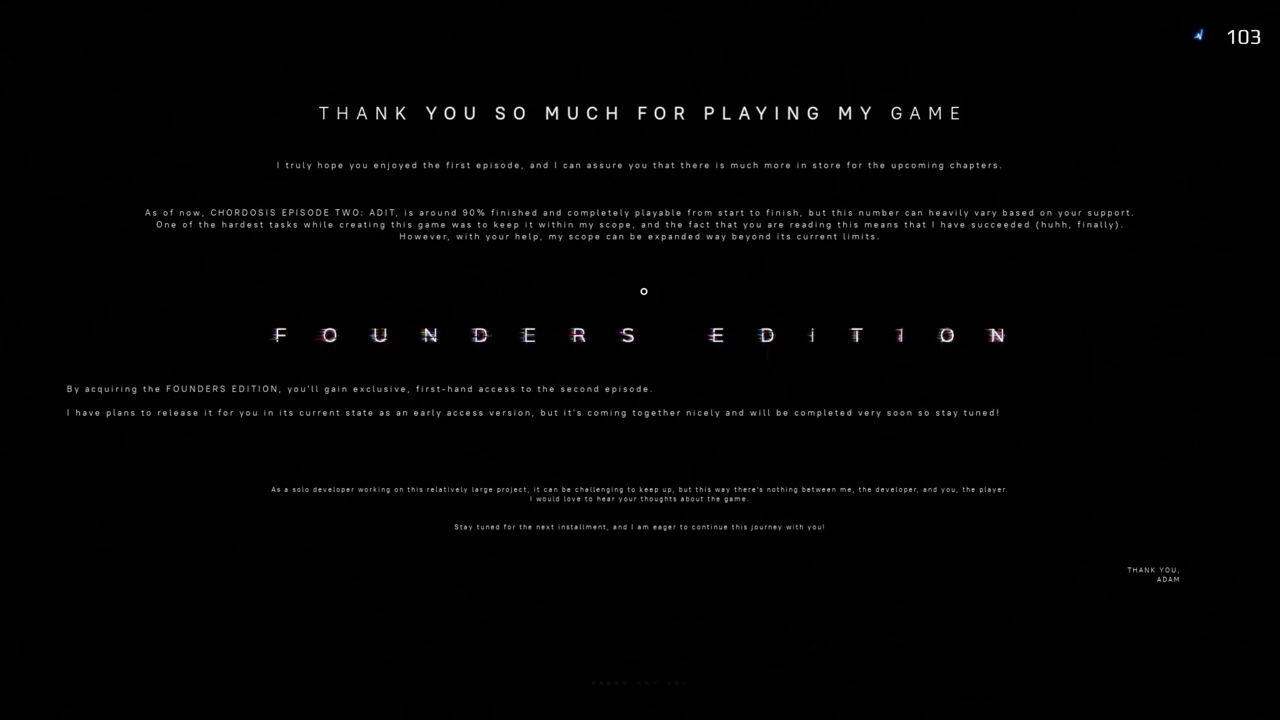 103
THANK YOU SO MUCH FOR PLAYING MY GAME
I truly hope you enjoyed the first episode, and I can assure you that there is much more in store for the upcoming chapters.
As of now, CHORDOSIS EPISODE TWO: ADIT, is around 90% finished and completely playable from start to finish, but this number can heavily vary based on your support.
One of the hardest tasks while creating this game was to keep it within my scope, and the fact that you are reading this means that I have succeeded (huhh, finally).
However, with your help, my scope can be expanded way beyond its current limits.
FOUNDERS EDITION
By acquiring the FOUNDERS EDITION, you'll gain exclusive, first-hand access to the second episode.
I have plans to release it for you in its current state as an early access version, but it's coming together nicely and will be completed very soon so stay tuned!
As a solo developer working on this relatively large project, it can be challenging to keep up, but this way there's nothing between me, the developer, and you, the player.
I would love to hear your thoughts about the game.
Stay tuned for the next installment, and I am eager to continue this journey with you!
THANK YOU,
ADAM